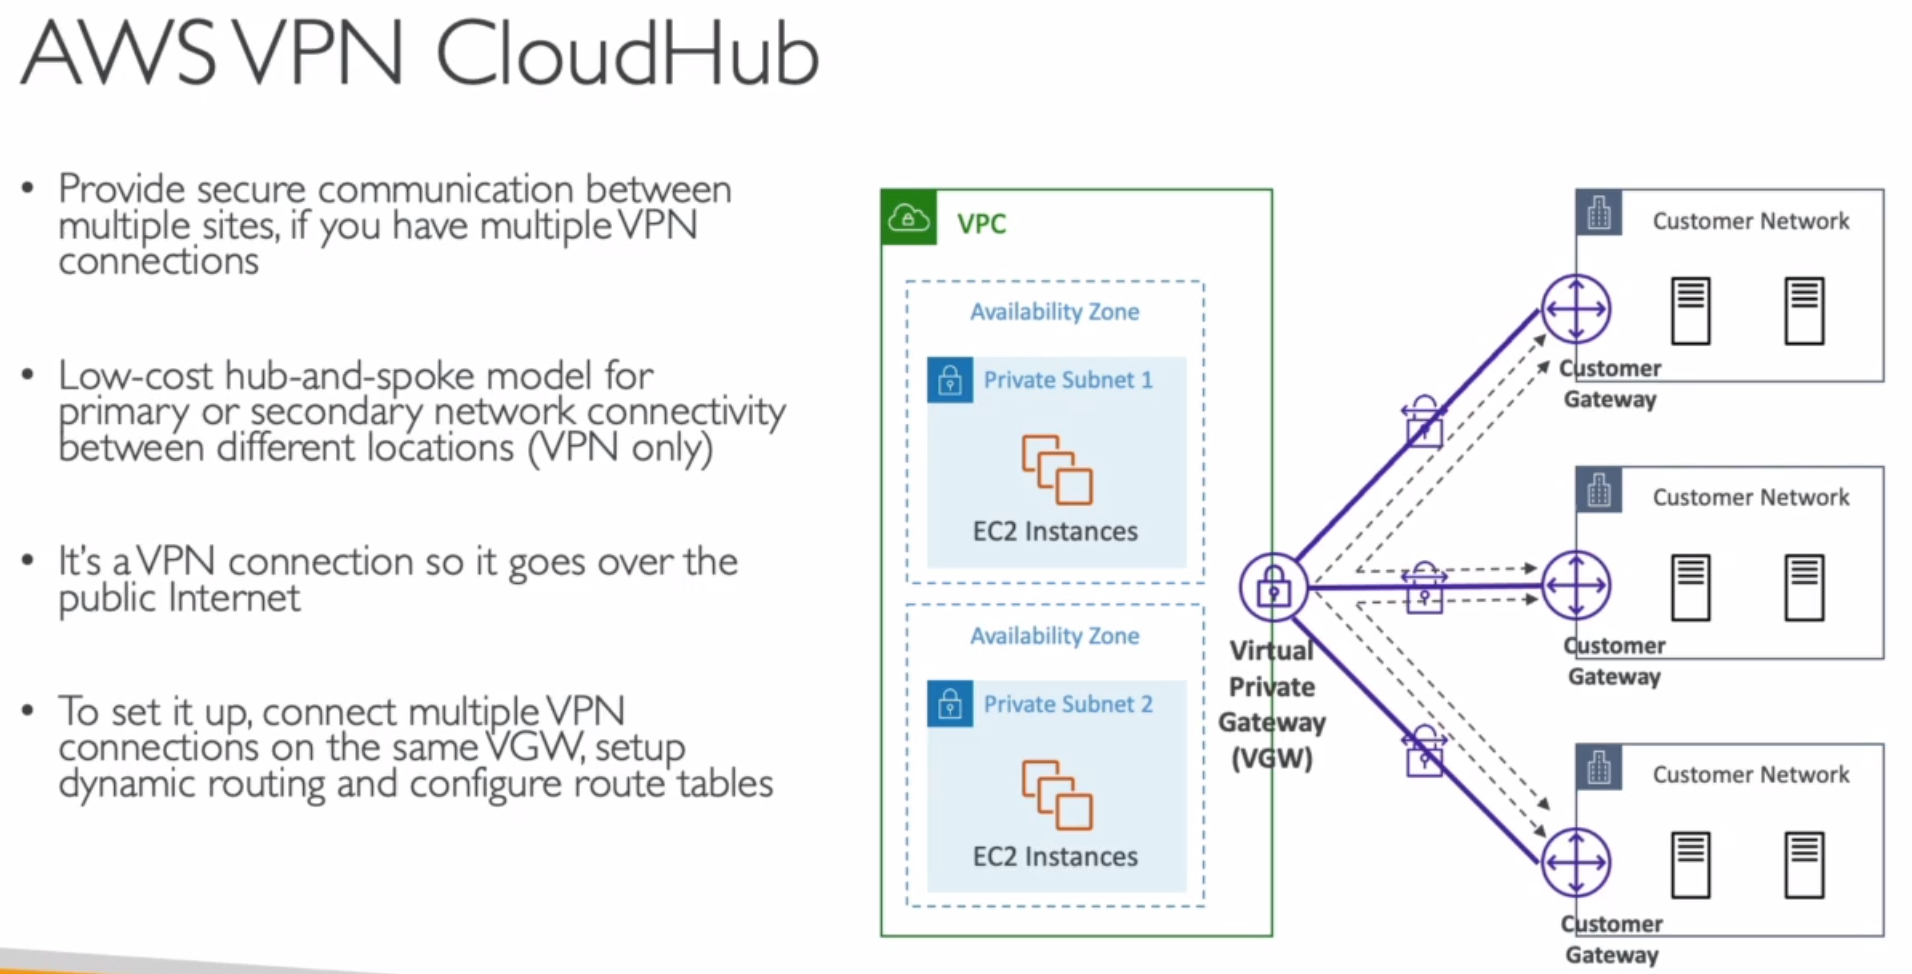 AWS VPN CloudHub
• Provide secure communication between
multiple sites, if you have multiple VPN
connections
• Low-cost hub-and-spoke model for
primary or secondary network connectivity
between different locations (VPN only)
• It's a VPN connection so it goes over the
public Internet
• To set it up, connect multiple VPN
connections on the same VGW, setup
dynamic routing and configure route tables
VPC
Availability Zone
Private Subnet 1
EC2 Instances
Availability Zone
Private Subnet 2
EC2 Instances
Virtual
Private
Gateway
(VGW)
Customer Network
Customer
Gateway
Customer Network
Customer
Gateway
Customer Network
Customer
Gateway